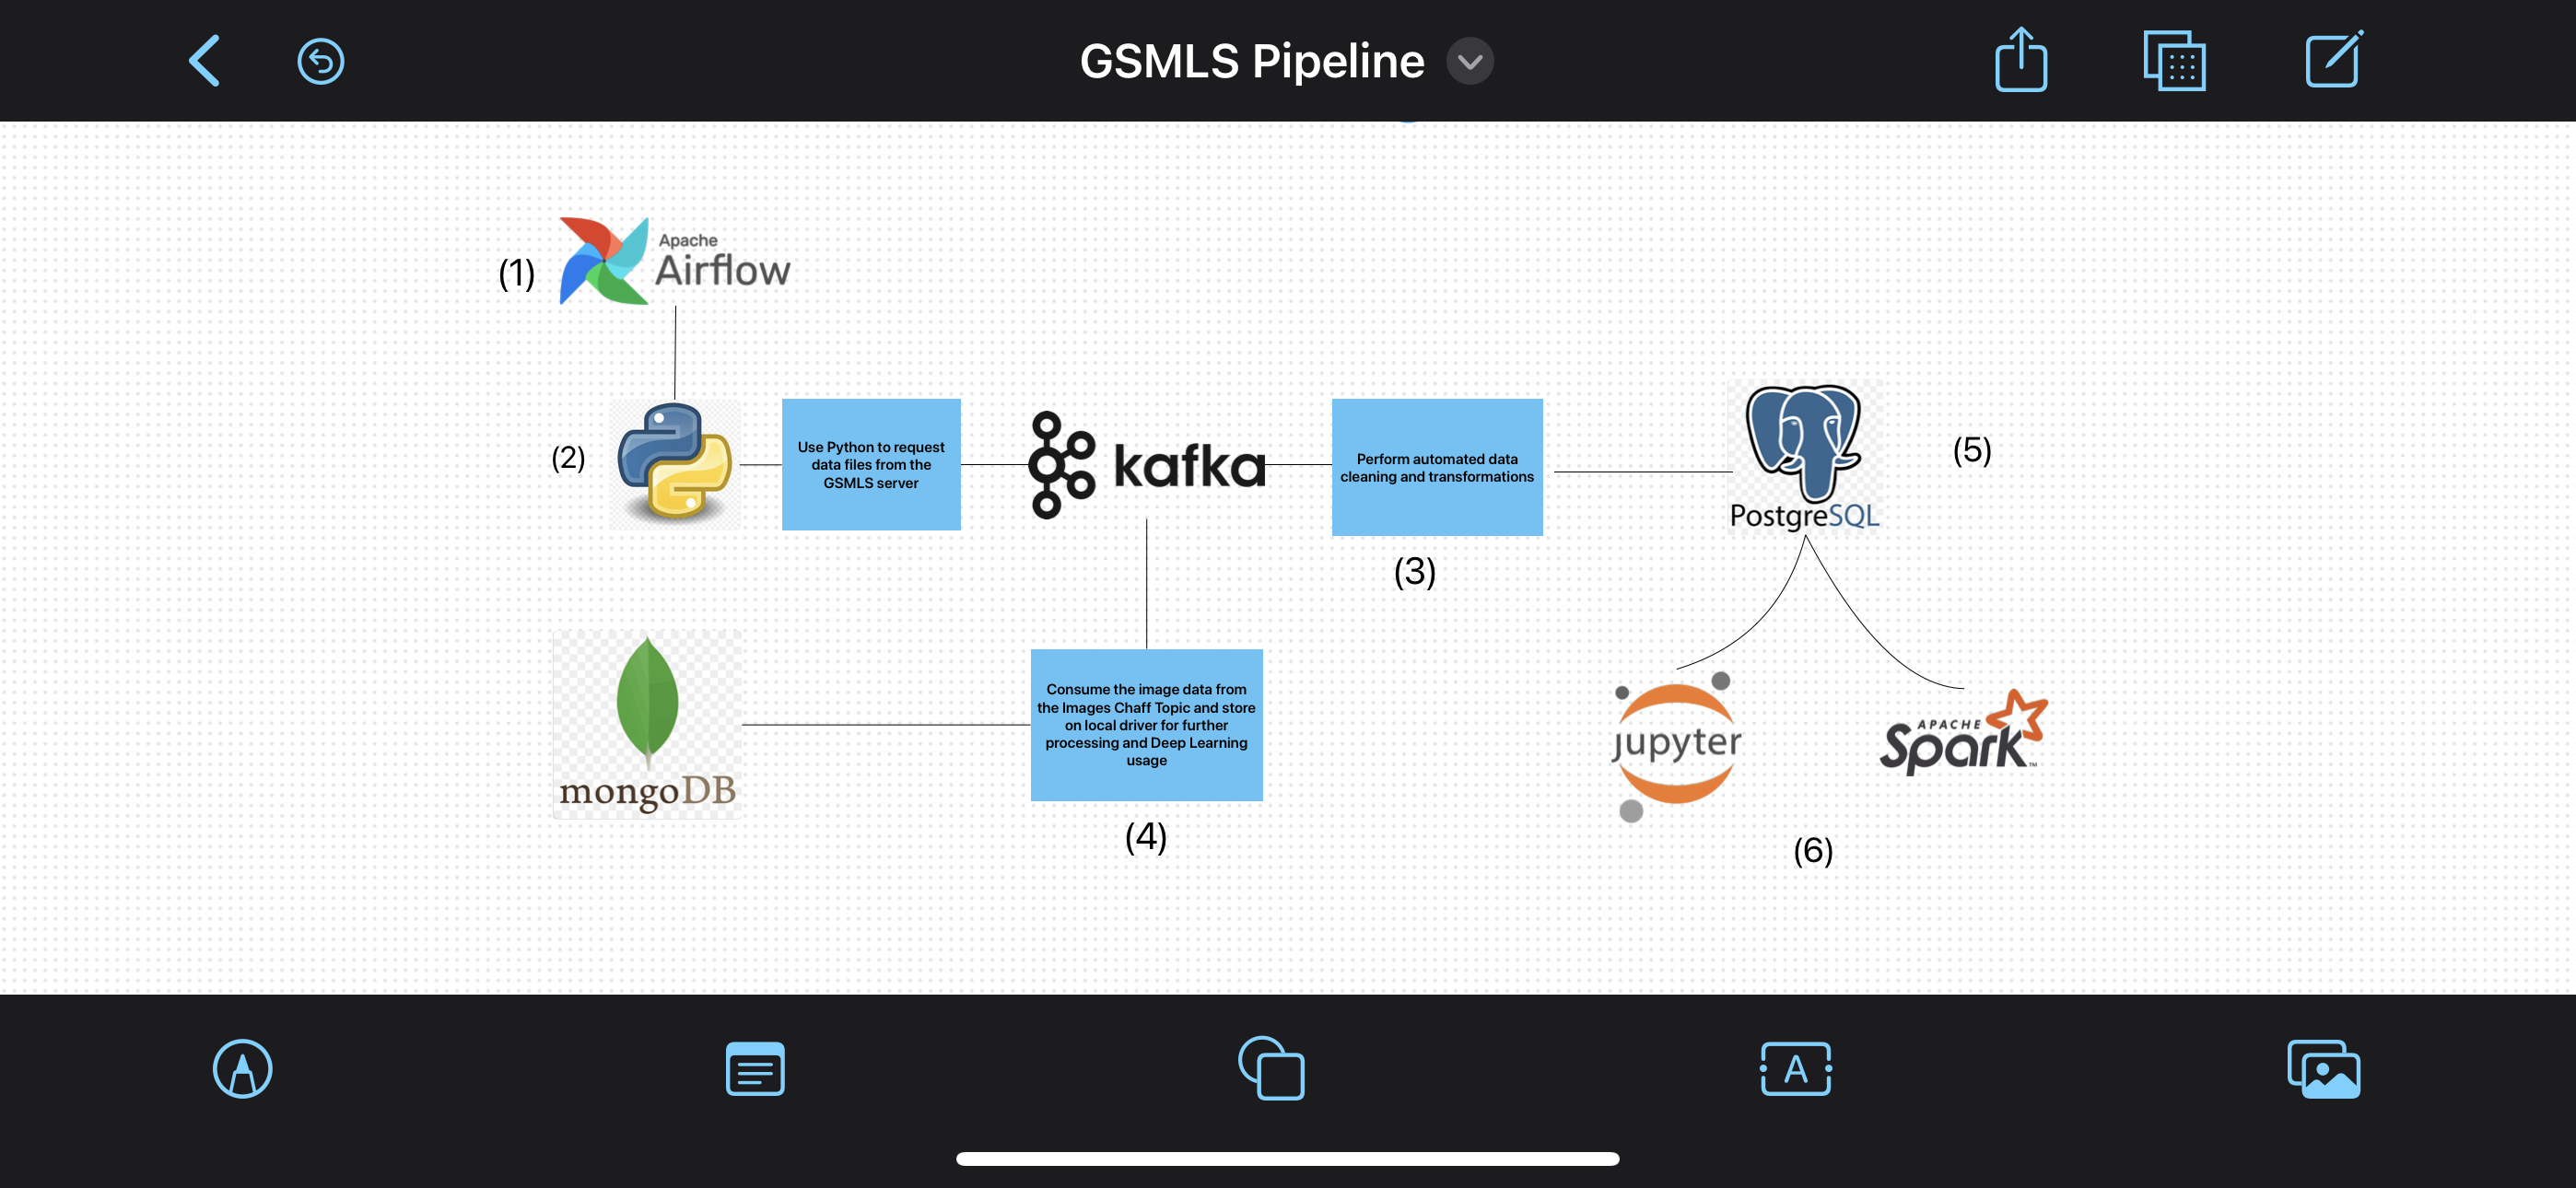 GSMLS Pipeline
(1)
Apache
Airflow
(2)
Use Python to request
data files from the
GSMLS server
kafka
Perform automated data
cleaning and transformations
(3)
PostgreSQL
(5)
mongoDB
Consume the image data from
the Images Chaff Topic and store
on local driver for further
processing and Deep Learning
usage
(4)
jupyter
APACHE
Spark™
(6)
A